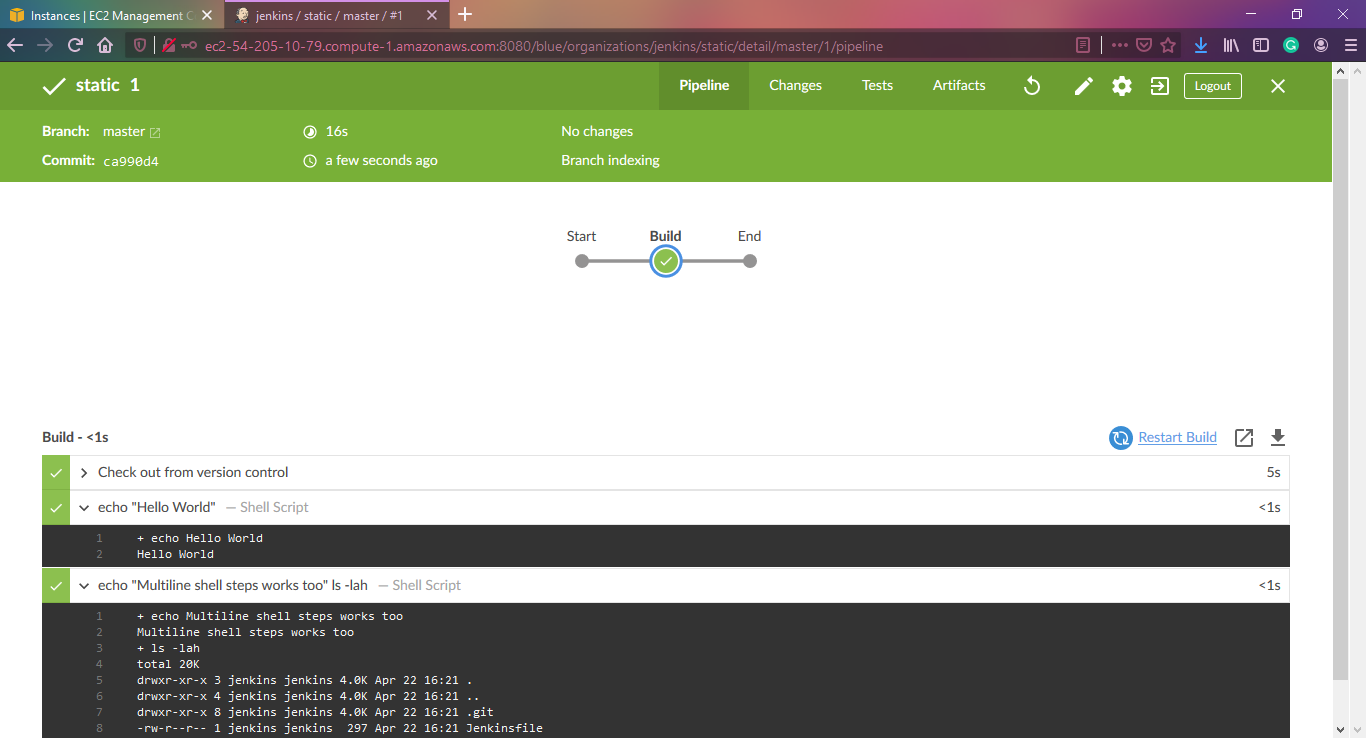 Instances | EC2 Management C
jenkins / static / master / #1
ec2-54-205-10-79.compute-1.amazonaws.com:8080/blue/organizations/jenkins/static/detail/master/1/pipeline
static 1
Pipeline
Changes
Tests
Artifacts
Logout
Branch: master
16s
No changes
Commit: ca990d4
a few seconds ago
Branch indexing
Start
Build
End
Build - <1s
Restart Build
Check out from version control
5s
echo "Hello World" — Shell Script
<1s
1 + echo Hello World
2 Hello World
echo "Multiline shell steps works too" ls -lah — Shell Script
<1s
1 + echo Multiline shell steps works too
2 Multiline shell steps works too
3 + ls -lah
4 total 20K
5 drwxr-xr-x 3 jenkins jenkins 4.0K Apr 22 16:21 .
6 drwxr-xr-x 4 jenkins jenkins 4.0K Apr 22 16:21 ..
7 drwxr-xr-x 8 jenkins jenkins 4.0K Apr 22 16:21 .git
8 -rw-r--r-- 1 jenkins jenkins  297 Apr 22 16:21 Jenkinsfile